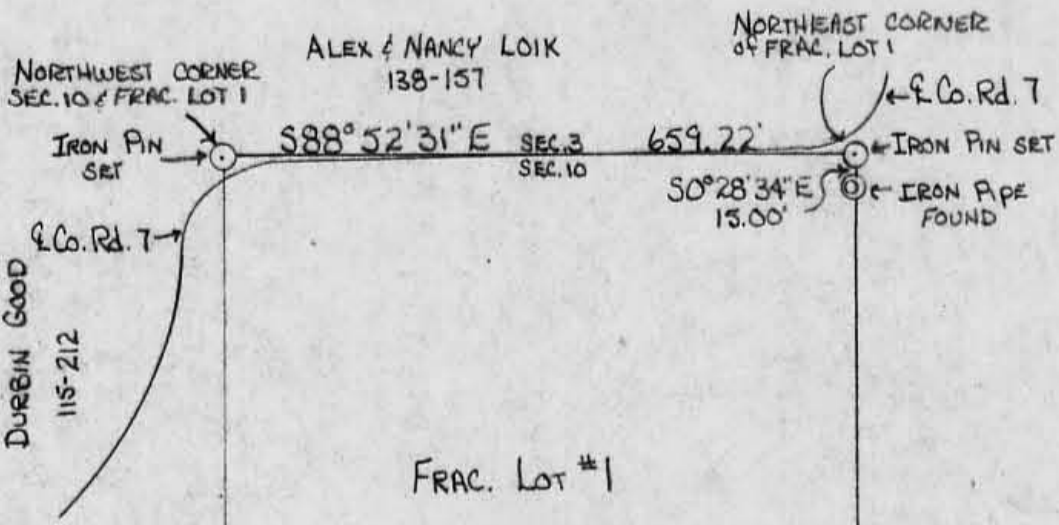 ALEX & NANCY LOIK
138-157
NORTHWEST CORNER
SEC. 10 & FRAC. LOT 1
NORTHEAST CORNER
of FRAC. LOT 1
℄ Co. Rd. 7
IRON PIN
SET
S88° 52' 31" E SEC. 3 659.22'
SEC. 10
IRON PIN SET
S0° 28' 34" E
15.00'
IRON PIPE
FOUND
℄ Co. Rd. 7
DURBIN GOOD
115-212
FRAC. LOT #1